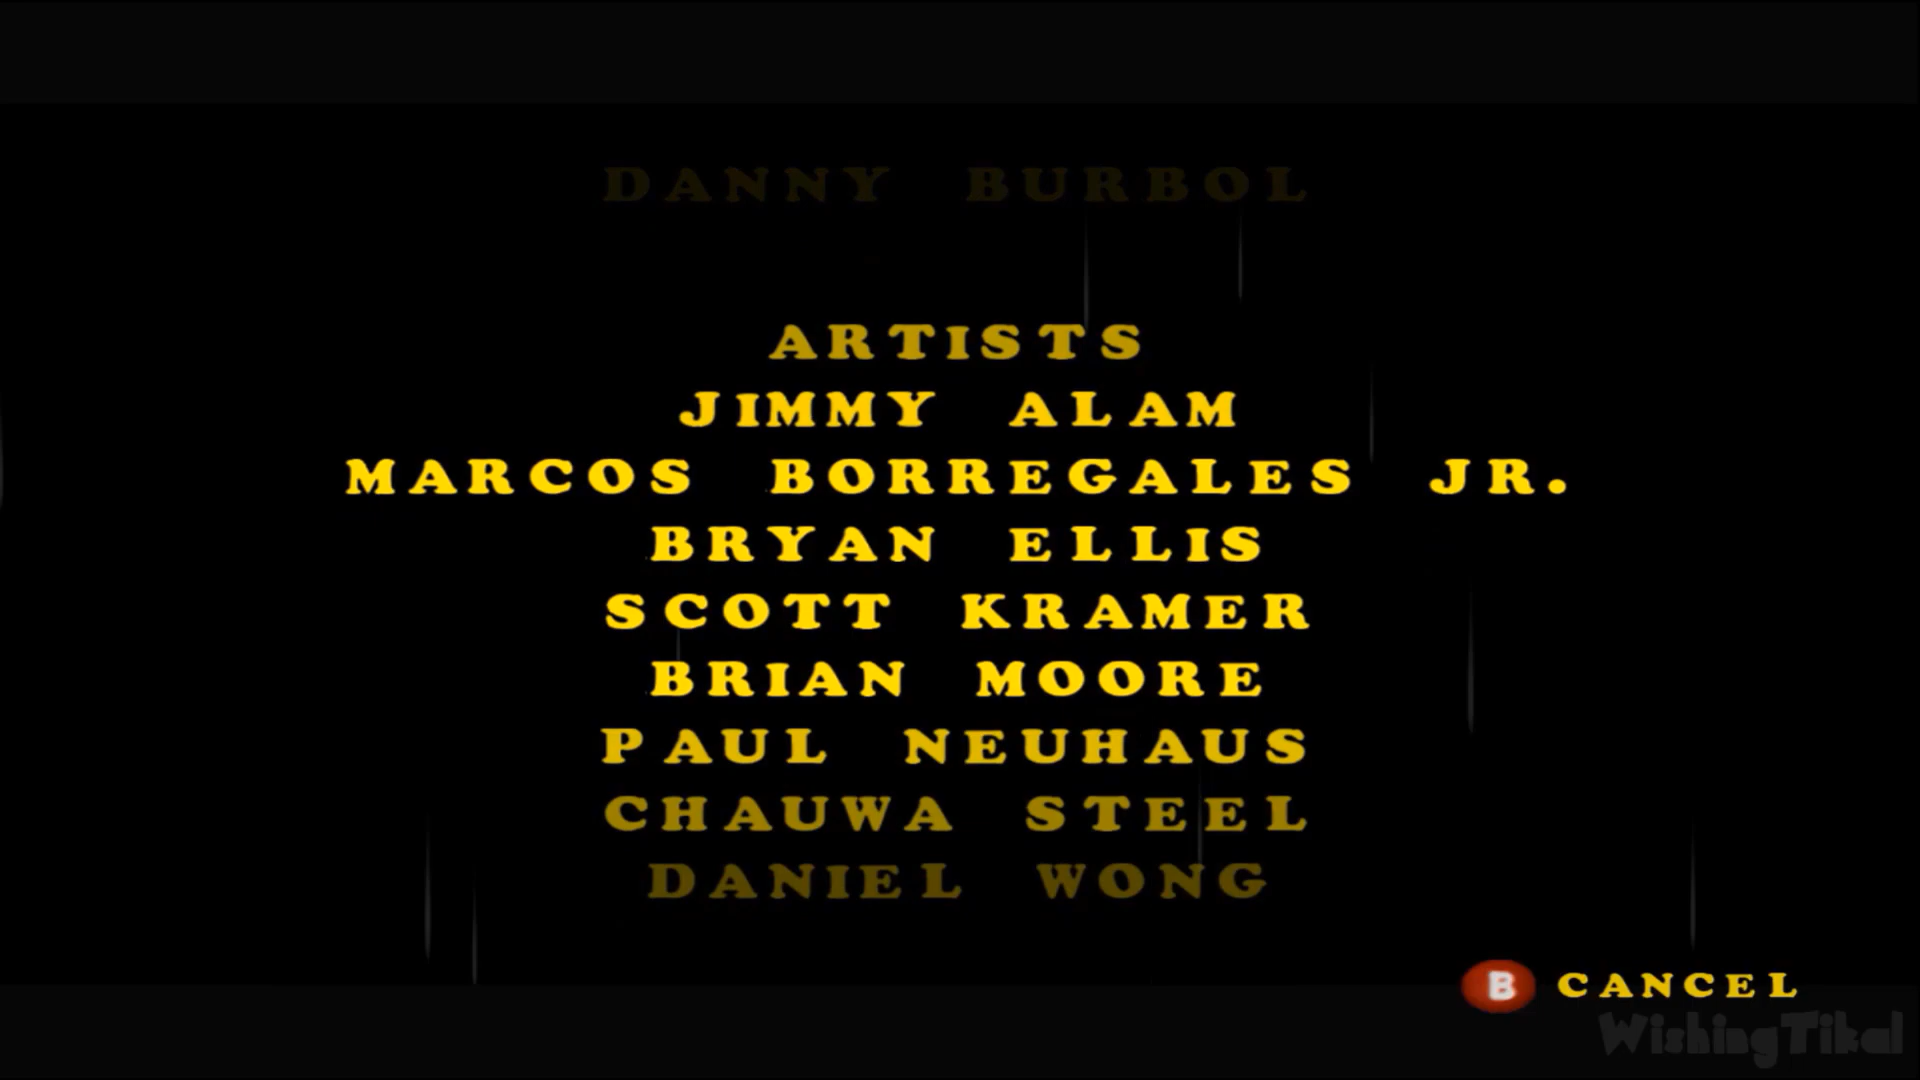 DANNY BURBOL
ARTISTS
JIMMY ALAM
MARCOS BORREGALES JR.
BRYAN ELLIS
SCOTT KRAMER
BRIAN MOORE
PAUL NEUHAUS
CHAUWA STEEL
DANIEL WONG
B CANCEL
WishingTikal